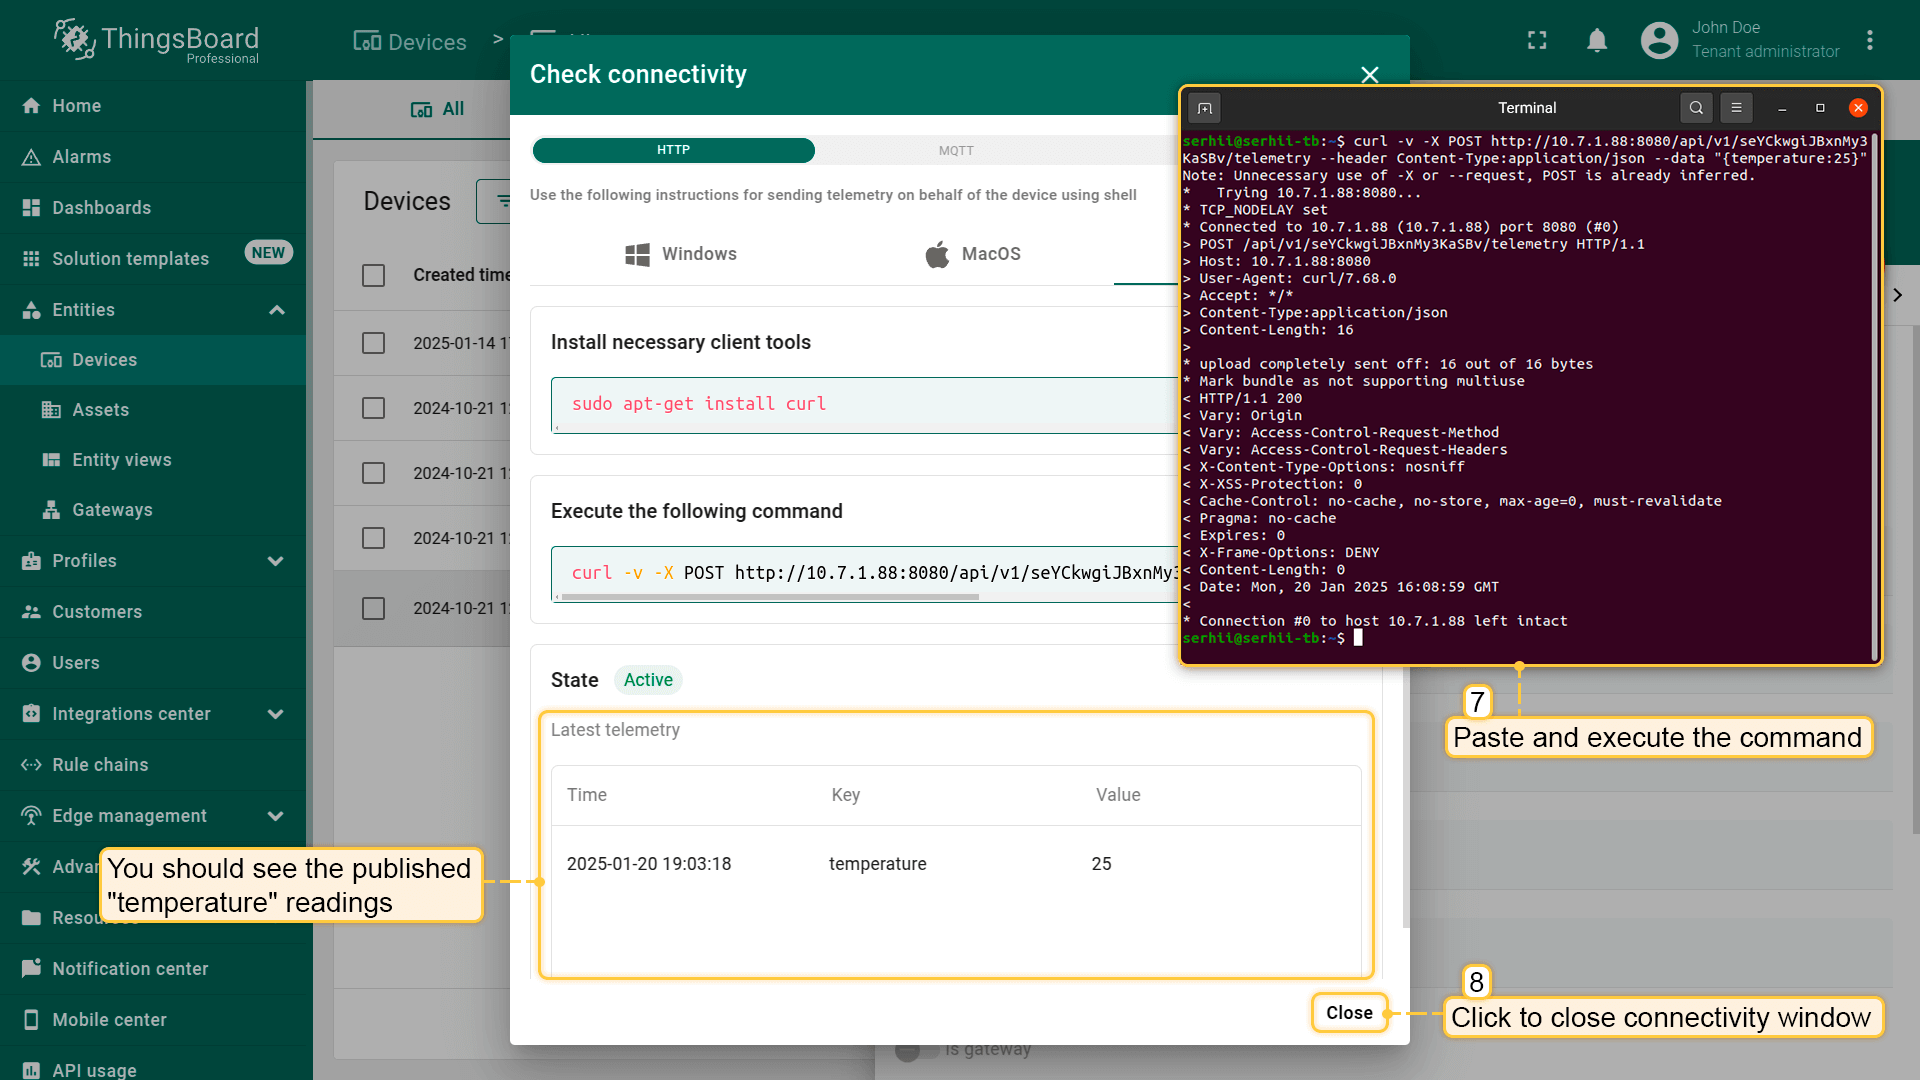 ThingsBoard
Professional
Devices >
John Doe
Tenant administrator
Home
Alarms
Dashboards
Solution templates NEW
Entities
Devices
Assets
Entity views
Gateways
Profiles
Customers
Users
Integrations center
Rule chains
Edge management
Notification center
Mobile center
API usage
All
Devices
Created time
2025-01-14
2024-10-21
2024-10-21
2024-10-21
2024-10-21
Check connectivity
HTTP
MQTT
Use the following instructions for sending telemetry on behalf of the device using shell
Windows
MacOS
Install necessary client tools
sudo apt-get install curl
Execute the following command
curl -v -X POST http://10.7.1.88:8080/api/v1/seYCkwgiJBxnMy3
State Active
Latest telemetry
Time Key Value
2025-01-20 19:03:18 temperature 25
Close
is gateway
Terminal
serhii@serhii-tb:~$ curl -v -X POST http://10.7.1.88:8080/api/v1/seYCkwgiJBxnMy3
KaSBv/telemetry --header Content-Type:application/json --data "{temperature:25}"
Note: Unnecessary use of -X or --request, POST is already inferred.
*   Trying 10.7.1.88:8080...
* TCP_NODELAY set
* Connected to 10.7.1.88 (10.7.1.88) port 8080 (#0)
> POST /api/v1/seYCkwgiJBxnMy3KaSBv/telemetry HTTP/1.1
> Host: 10.7.1.88:8080
> User-Agent: curl/7.68.0
> Accept: */*
> Content-Type:application/json
> Content-Length: 16
>
* upload completely sent off: 16 out of 16 bytes
* Mark bundle as not supporting multiuse
< HTTP/1.1 200
< Vary: Origin
< Vary: Access-Control-Request-Method
< Vary: Access-Control-Request-Headers
< X-Content-Type-Options: nosniff
< X-XSS-Protection: 0
< Cache-Control: no-cache, no-store, max-age=0, must-revalidate
< Pragma: no-cache
< Expires: 0
< X-Frame-Options: DENY
< Content-Length: 0
< Date: Mon, 20 Jan 2025 16:08:59 GMT
<
* Connection #0 to host 10.7.1.88 left intact
serhii@serhii-tb:~$
7
Paste and execute the command
You should see the published
"temperature" readings
8
Click to close connectivity window